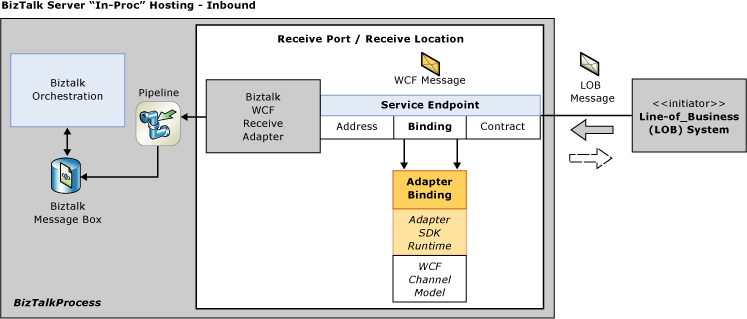 BizTalk Server “In-Proc” Hosting - Inbound
Receive Port / Receive Location
WCF Message
LOB
Message
Biztalk
Orchestration
Pipeline
Biztalk
WCF
Receive
Adapter
Service Endpoint
Address
Binding
Contract
<<initiator>>
Line-of_Business
(LOB) System
Biztalk
Message Box
Adapter
Binding
Adapter
SDK
Runtime
WCF
Channel
Model
BizTalkProcess